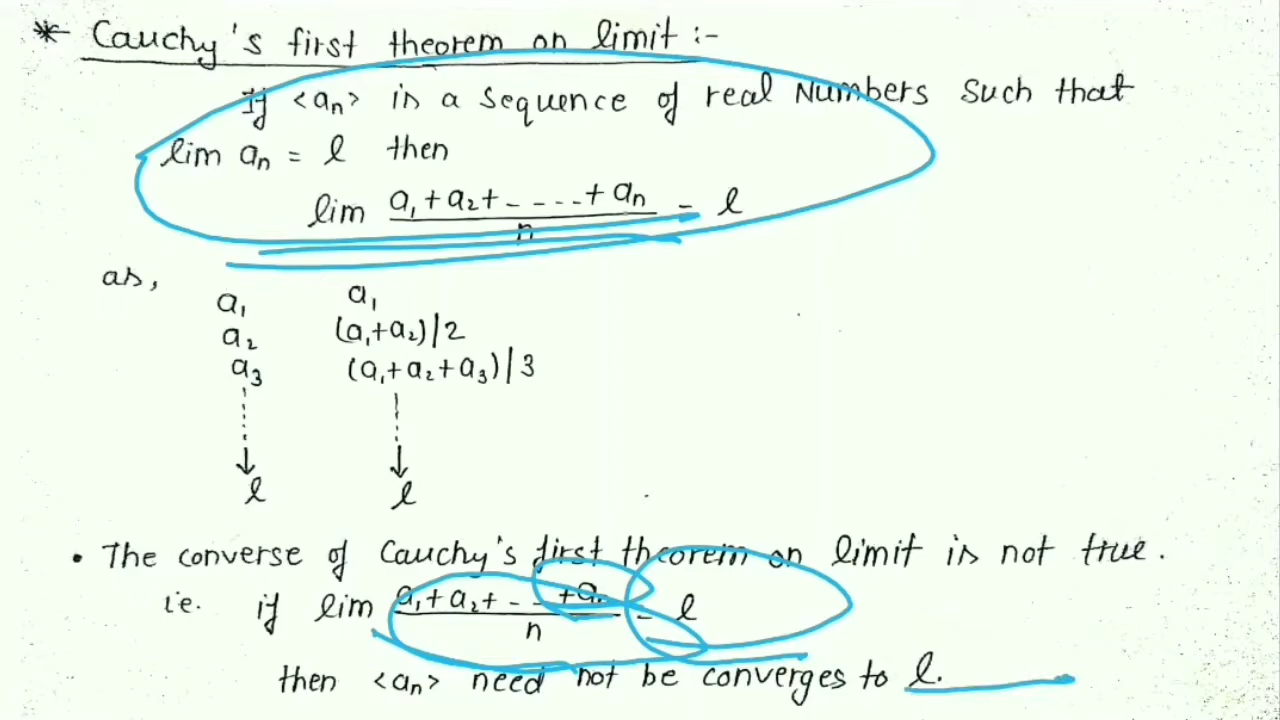 * Cauchy's first theorem on limit :-
If <aₙ> is a sequence of real Numbers such that
lim aₙ = l then
lim (a₁ + a₂ + - - - - - + aₙ)/n = l
as,
a₁ a₁
a₂ (a₁+a₂)/2
a₃ (a₁+a₂+a₃)/3
↓ ↓
l l
• The converse of Cauchy's first theorem on limit is not true.
i.e. if lim (a₁ + a₂ + - - - + aₙ)/n = l
then <aₙ> need not be converges to l.